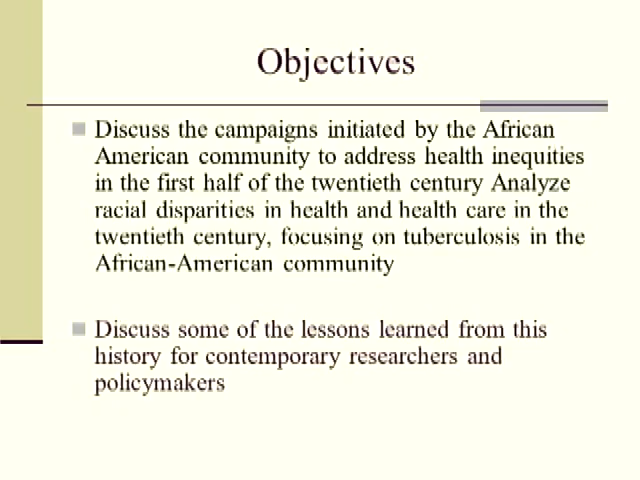 Objectives
Discuss the campaigns initiated by the African
American community to address health inequities
in the first half of the twentieth century Analyze
racial disparities in health and health care in the
twentieth century, focusing on tuberculosis in the
African-American community
Discuss some of the lessons learned from this
history for contemporary researchers and
policymakers